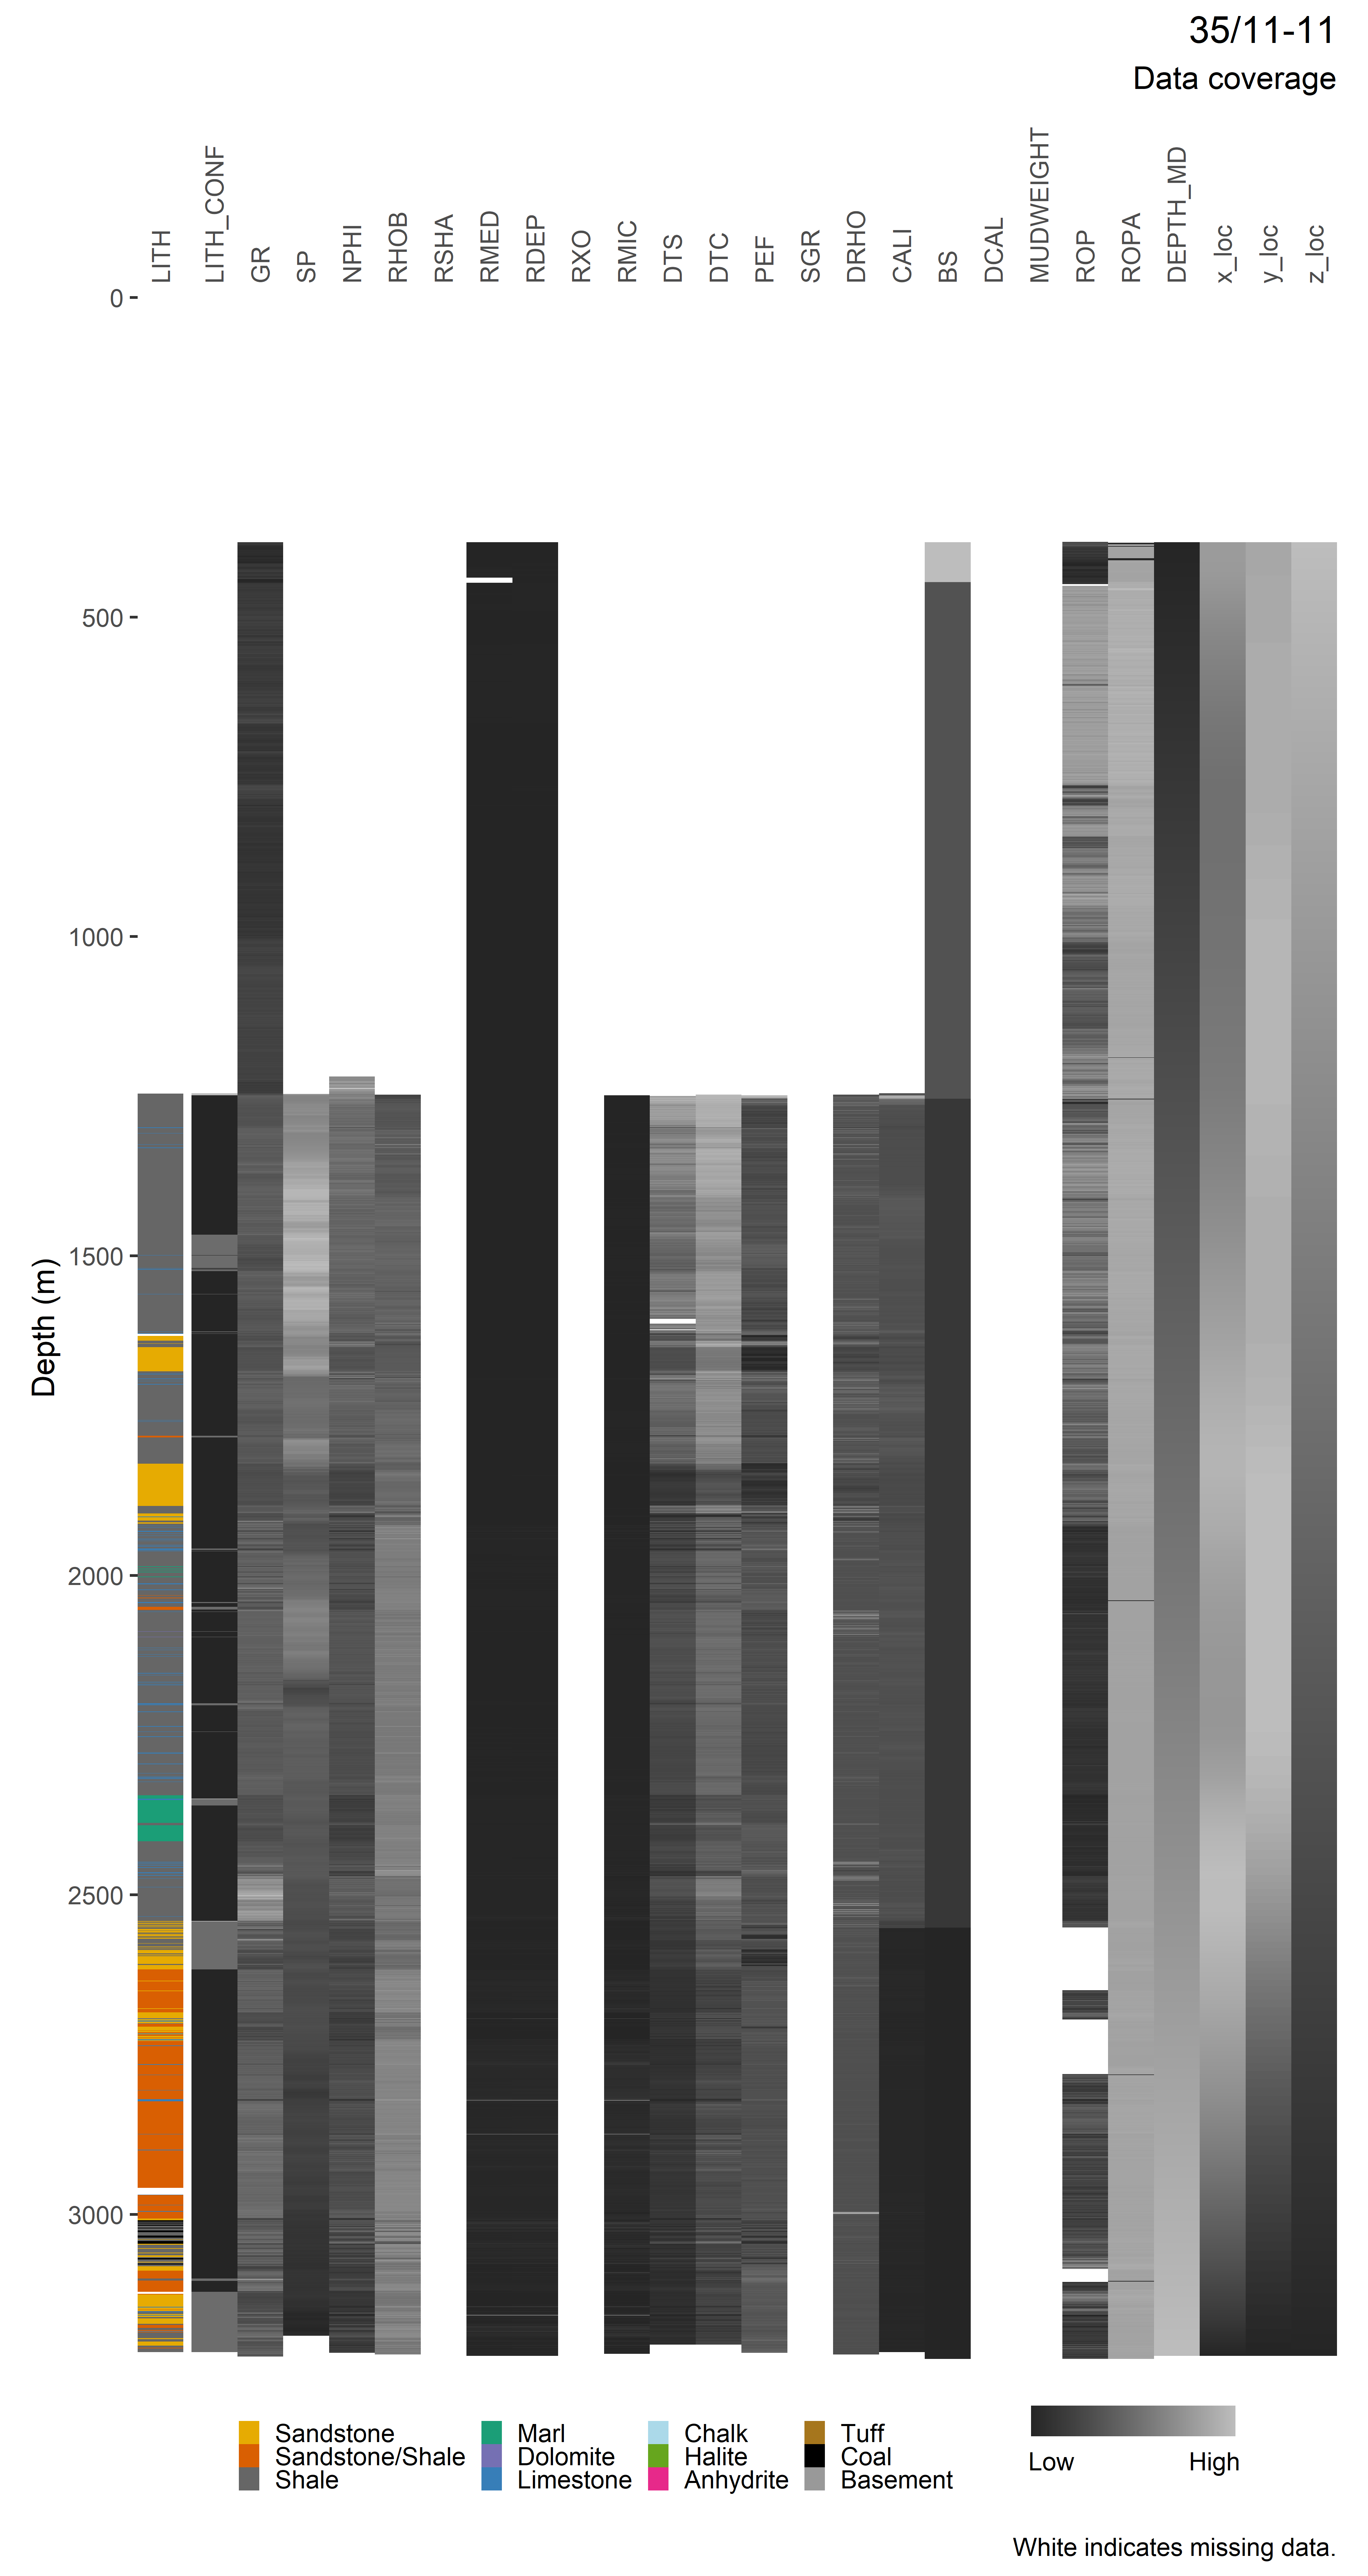 35/11-11
Data coverage
LITH
LITH_CONF
GR
SP
NPHI
RHOB
RSHA
RMED
RDEP
RXO
RMIC
DTS
DTC
PEF
SGR
DRHO
CALI
BS
DCAL
MUDWEIGHT
ROP
ROPA
DEPTH_MD
x_loc
y_loc
z_loc
0
500
1000
1500
2000
2500
3000
Depth (m)
Sandstone
Sandstone/Shale
Shale
Marl
Dolomite
Limestone
Chalk
Halite
Anhydrite
Tuff
Coal
Basement
Low High
White indicates missing data.